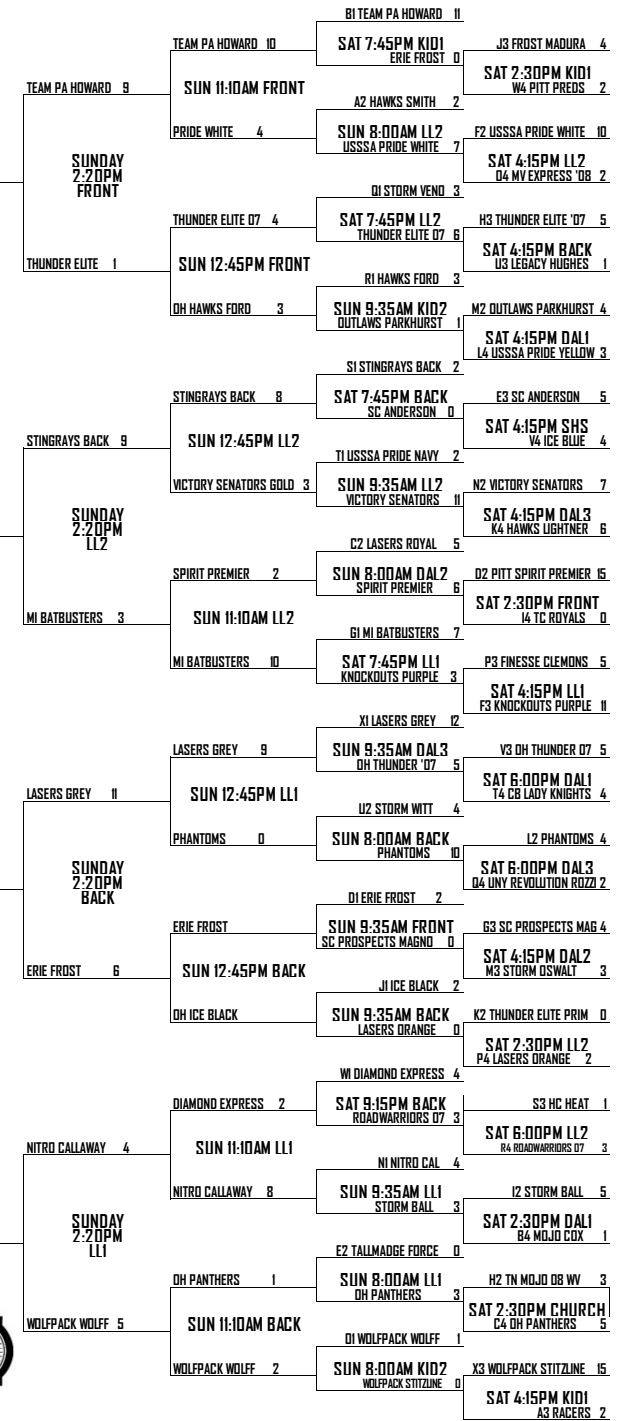 B1 TEAM PA HOWARD 11
TEAM PA HOWARD 10
SAT 7:45PM KID1
J3 FROST MADURA 4
ERIE FROST 0
SAT 2:30PM KID1
TEAM PA HOWARD 9
SUN 11:10AM FRONT
W4 PITT PREDS 2
A2 HAWKS SMITH 2
PRIDE WHITE 4
SUN 8:00AM LL2
F2 USSSA PRIDE WHITE 10
USSSA PRIDE WHITE 7
SUNDAY
2:20PM
FRONT
SAT 4:15PM LL2
O4 MV EXPRESS '08 2
Q1 STORM VENO 3
THUNDER ELITE 07 4
SAT 7:45PM LL2
H3 THUNDER ELITE '07 5
THUNDER ELITE 07 6
SAT 4:15PM BACK
THUNDER ELITE 1
SUN 12:45PM FRONT
U3 LEGACY HUGHES 1
R1 HAWKS FORD 3
OH HAWKS FORD 3
SUN 9:35AM KID2
M2 OUTLAWS PARKHURST 4
OUTLAWS PARKHURST 1
SAT 4:15PM DAL1
L4 USSSA PRIDE YELLOW 3
S1 STINGRAYS BACK 2
STINGRAYS BACK 8
SAT 7:45PM BACK
E3 SC ANDERSON 5
SC ANDERSON 0
SAT 4:15PM SHS
STINGRAYS BACK 9
SUN 12:45PM LL2
V4 ICE BLUE 4
T1 USSSA PRIDE NAVY 2
VICTORY SENATORS GOLD 3
SUN 9:35AM LL2
N2 VICTORY SENATORS 7
VICTORY SENATORS 11
SUNDAY
2:20PM
LL2
SAT 4:15PM DAL3
K4 HAWKS LIGHTNER 6
C2 LASERS ROYAL 5
SPIRIT PREMIER 2
SUN 8:00AM DAL2
D2 PITT SPIRIT PREMIER 15
SPIRIT PREMIER 6
SAT 2:30PM FRONT
MI BATBUSTERS 3
SUN 11:10AM LL2
I4 TC ROYALS 0
G1 MI BATBUSTERS 7
MI BATBUSTERS 10
SAT 7:45PM LL1
P3 FINESSE CLEMONS 5
KNOCKOUTS PURPLE 3
SAT 4:15PM LL1
F3 KNOCKOUTS PURPLE 11
X1 LASERS GREY 12
LASERS GREY 9
SUN 9:35AM DAL3
V3 OH THUNDER 07 5
OH THUNDER '07 5
SAT 6:00PM DAL1
LASERS GREY 11
SUN 12:45PM LL1
T4 CB LADY KNIGHTS 4
U2 STORM WITT 4
PHANTOMS 0
SUN 8:00AM BACK
L2 PHANTOMS 4
PHANTOMS 10
SUNDAY
2:20PM
BACK
SAT 6:00PM DAL3
Q4 UNY REVOLUTION ROZZI 2
D1 ERIE FROST 2
ERIE FROST
SUN 9:35AM FRONT
G3 SC PROSPECTS MAG 4
SC PROSPECTS MAGNO 0
SAT 4:15PM DAL2
ERIE FROST 6
SUN 12:45PM BACK
M3 STORM OSWALT 3
J1 ICE BLACK 2
OH ICE BLACK
SUN 9:35AM BACK
K2 THUNDER ELITE PRIM 0
LASERS ORANGE 0
SAT 2:30PM LL2
P4 LASERS ORANGE 2
W1 DIAMOND EXPRESS 4
DIAMOND EXPRESS 2
SAT 9:15PM BACK
S3 HC HEAT 1
ROADWARRIORS 07 3
SAT 6:00PM LL2
NITRO CALLAWAY 4
SUN 11:10AM LL1
R4 ROADWARRIORS 07 3
N1 NITRO CAL 4
NITRO CALLAWAY 8
SUN 9:35AM LL1
I2 STORM BALL 5
STORM BALL 3
SUNDAY
2:20PM
LL1
SAT 2:30PM DAL1
B4 MOJO COX 1
E2 TALLMADGE FORCE 0
OH PANTHERS 1
SUN 8:00AM LL1
H2 TN MOJO 08 WV 3
OH PANTHERS 3
SAT 2:30PM CHURCH
WOLFPACK WOLFF 5
SUN 11:10AM BACK
C4 OH PANTHERS 5
O1 WOLFPACK WOLFF 1
WOLFPACK WOLFF 2
SUN 8:00AM KID2
X3 WOLFPACK STITZLINE 15
WOLFPACK STITZLINE 0
SAT 4:15PM KID1
A3 RACERS 2